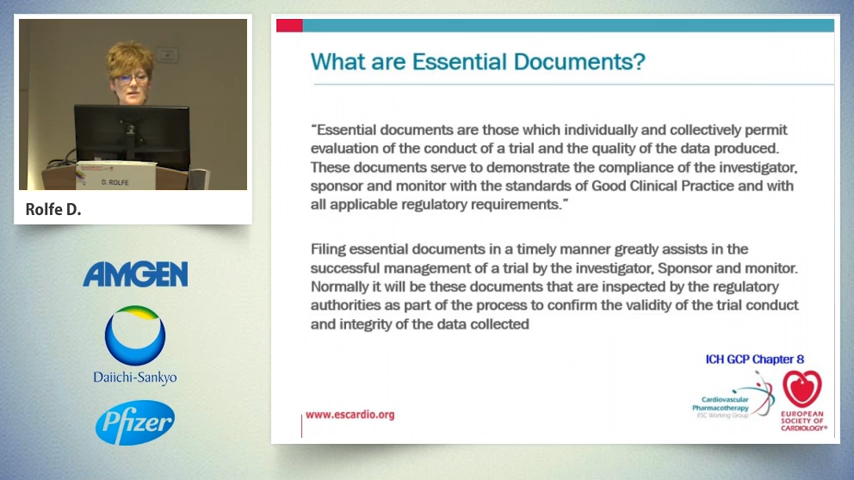 D. ROLFE
Rolfe D.
AMGEN
Daiichi-Sankyo
Pfizer
What are Essential Documents?
“Essential documents are those which individually and collectively permit
evaluation of the conduct of a trial and the quality of the data produced.
These documents serve to demonstrate the compliance of the investigator,
sponsor and monitor with the standards of Good Clinical Practice and with
all applicable regulatory requirements.”
Filing essential documents in a timely manner greatly assists in the
successful management of a trial by the investigator, Sponsor and monitor.
Normally it will be these documents that are inspected by the regulatory
authorities as part of the process to confirm the validity of the trial conduct
and integrity of the data collected
ICH GCP Chapter 8
www.escardio.org
Cardiovascular
Pharmacotherapy
ESC Working Group
EUROPEAN
SOCIETY OF
CARDIOLOGY®